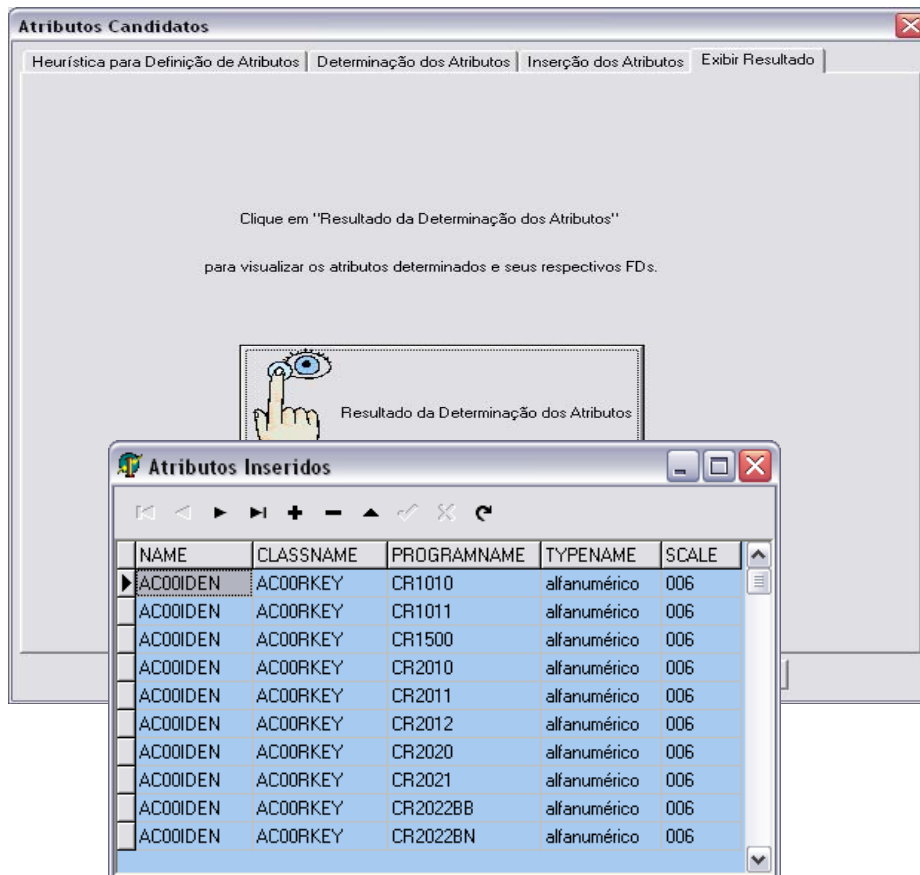 Atributos Candidatos
Heurística para Definição de Atributos
Determinação dos Atributos
Inserção dos Atributos
Exibir Resultado
Clique em "Resultado da Determinação dos Atributos"
para visualizar os atributos determinados e seus respectivos FDs.
Resultado da Determinação dos Atributos
Atributos Inseridos
NAME CLASSNAME PROGRAMNAME TYPENAME SCALE
AC00IDEN AC00RKEY CR1010 alfanumérico 006
AC00IDEN AC00RKEY CR1011 alfanumérico 006
AC00IDEN AC00RKEY CR1500 alfanumérico 006
AC00IDEN AC00RKEY CR2010 alfanumérico 006
AC00IDEN AC00RKEY CR2011 alfanumérico 006
AC00IDEN AC00RKEY CR2012 alfanumérico 006
AC00IDEN AC00RKEY CR2020 alfanumérico 006
AC00IDEN AC00RKEY CR2021 alfanumérico 006
AC00IDEN AC00RKEY CR2022BB alfanumérico 006
AC00IDEN AC00RKEY CR2022BN alfanumérico 006